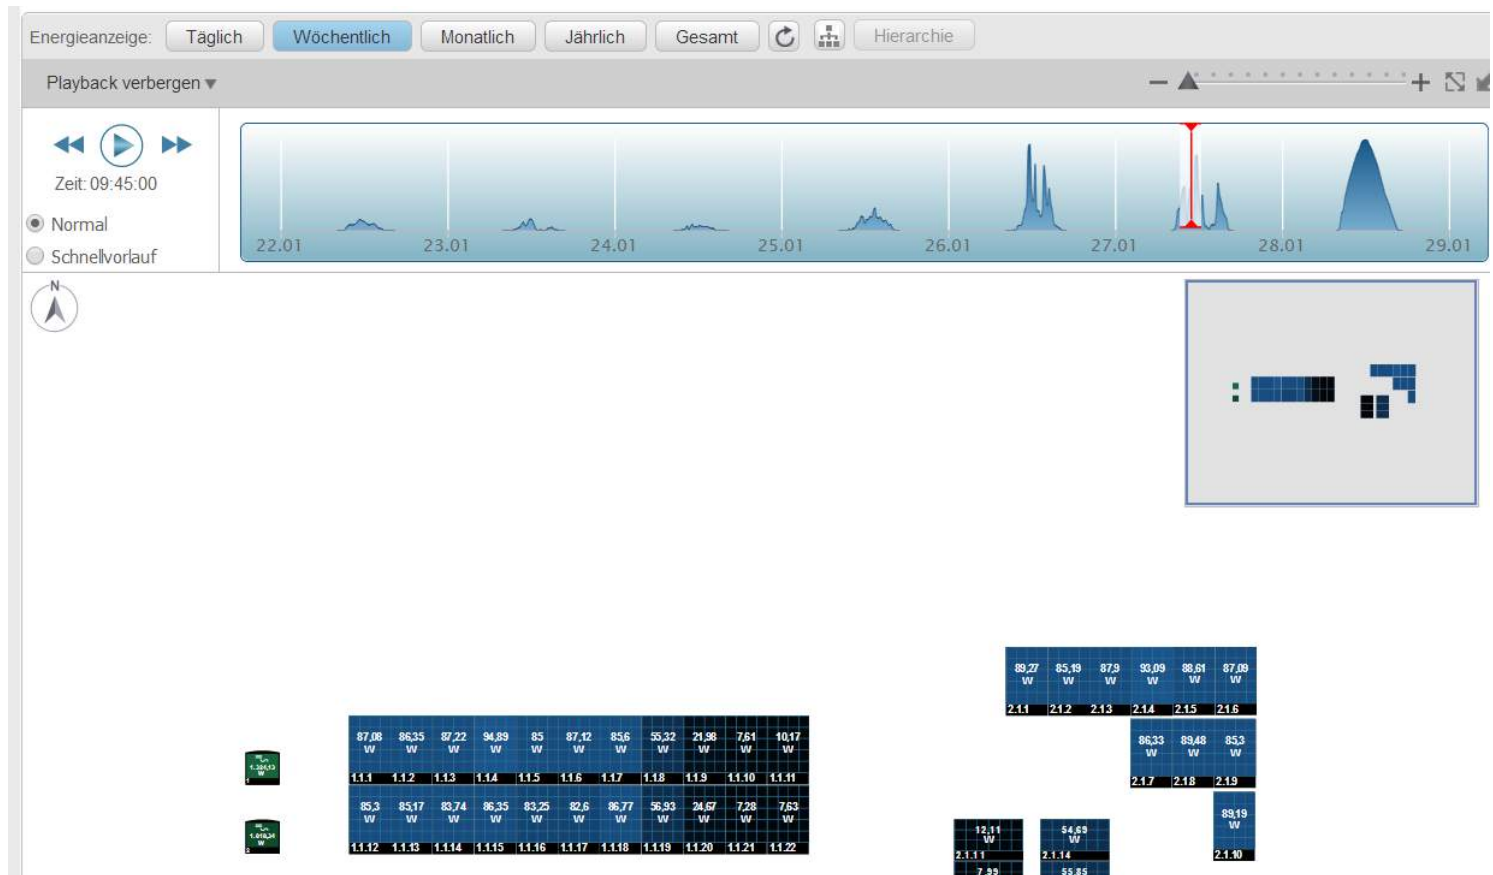 Energieanzeige: Täglich Wöchentlich Monatlich Jährlich Gesamt Hierarchie
Playback verbergen
Zeit: 09:45:00
Normal
Schnellvorlauf
22.01 23.01 24.01 25.01 26.01 27.01 28.01 29.01
N
89,27 85,19 87,9 93,09 88,61 87,09
W W W W W W
2.1.1 2.1.2 2.1.3 2.1.4 2.1.5 2.1.6
87,08 86,35 87,22 94,89 85 87,12 85,6 55,32 21,98 7,61 10,17
W W W W W W W W W W W
1.1.1 1.1.2 1.1.3 1.1.4 1.1.5 1.1.6 1.1.7 1.1.8 1.1.9 1.1.10 1.1.11
86,33 89,48 85,3
W W W
2.1.7 2.1.8 2.1.9
W
1
85,3 85,17 83,74 86,35 83,25 82,6 86,77 56,93 24,67 7,28 7,63
W W W W W W W W W W W
1.1.12 1.1.13 1.1.14 1.1.15 1.1.16 1.1.17 1.1.18 1.1.19 1.1.20 1.1.21 1.1.22
W
2
89,19
W
2.1.10
12,11 54,69
W W
2.1.11 2.1.14
7,99 55,85